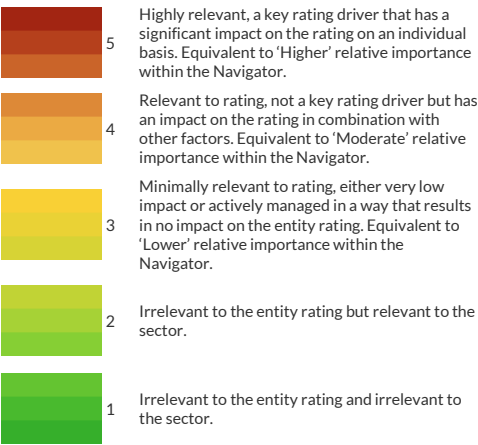 Highly relevant, a key rating driver that has a
significant impact on the rating on an individual
5
basis. Equivalent to ‘Higher’ relative importance
within the Navigator.
Relevant to rating, not a key rating driver but has
an impact on the rating in combination with
4
other factors. Equivalent to ‘Moderate’ relative
importance within the Navigator.
Minimally relevant to rating, either very low
impact or actively managed in a way that results
3
in no impact on the entity rating. Equivalent to
‘Lower’ relative importance within the
Navigator.
2
Irrelevant to the entity rating but relevant to the
sector.
1
Irrelevant to the entity rating and irrelevant to
the sector.